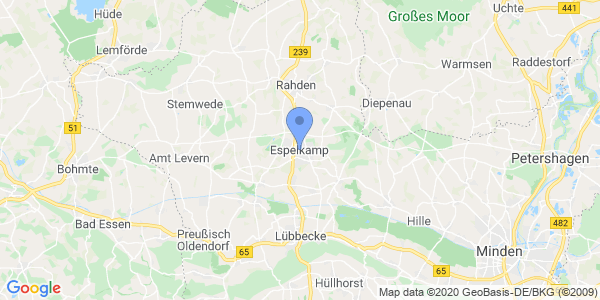 Hüde
Großes Moor
Uchte
441
Lemförde
239
Warmsen
Raddestorf
Rahden
Stemwede
Diepenau
51
Espelkamp
Amt Levern
Petershagen
Bohmte
Bad Essen
Hille
482
Preußisch
Oldendorf
Lübbecke
65
Minden
65
Hüllhorst
Google
Map data ©2020 GeoBasis-DE/BKG (©2009)